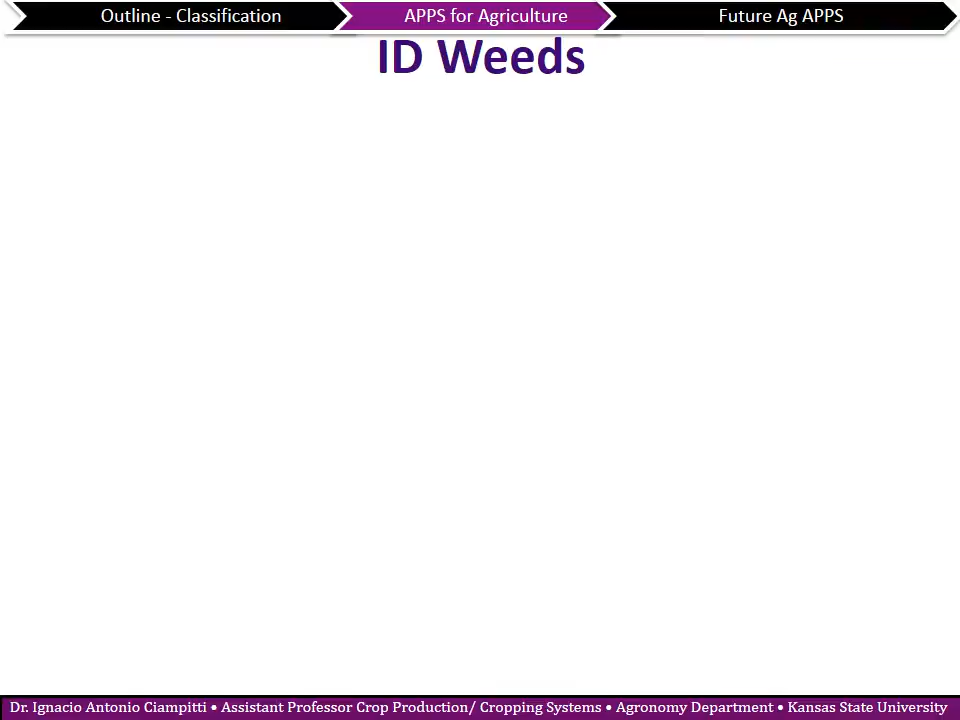 Outline - Classification
APPS for Agriculture
Future Ag APPS
ID Weeds
Dr. Ignacio Antonio Ciampitti • Assistant Professor Crop Production/ Cropping Systems • Agronomy Department • Kansas State University